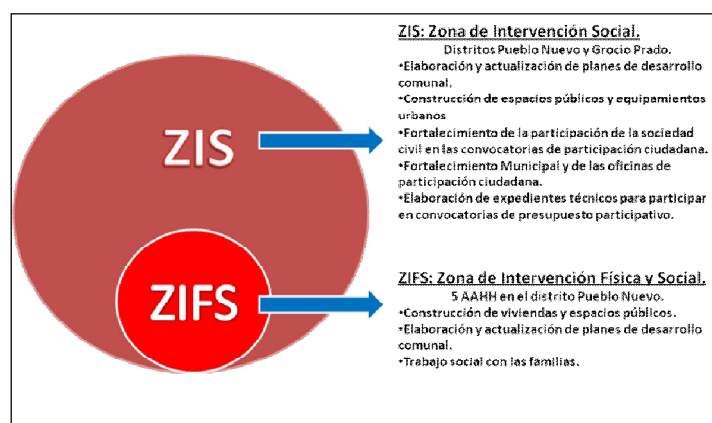 ZIS: Zona de Intervención Social.
Distritos Pueblo Nuevo y Grocio Prado.
•Elaboración y actualización de planes de desarrollo
comunal.
•Construcción de espacios públicos y equipamientos
urbanos
•Fortalecimiento de la participación de la sociedad
civil en las convocatorias de participación ciudadana.
•Fortalecimiento Municipal y de las oficinas de
participación ciudadana.
•Elaboración de expedientes técnicos para participar
en convocatorias de presupuesto participativo.
ZIS
ZIFS: Zona de Intervención Física y Social.
5 AAHH en el distrito Pueblo Nuevo.
•Construcción de viviendas y espacios públicos.
•Elaboración y actualización de planes de desarrollo
comunal.
•Trabajo social con las familias.
ZIFS